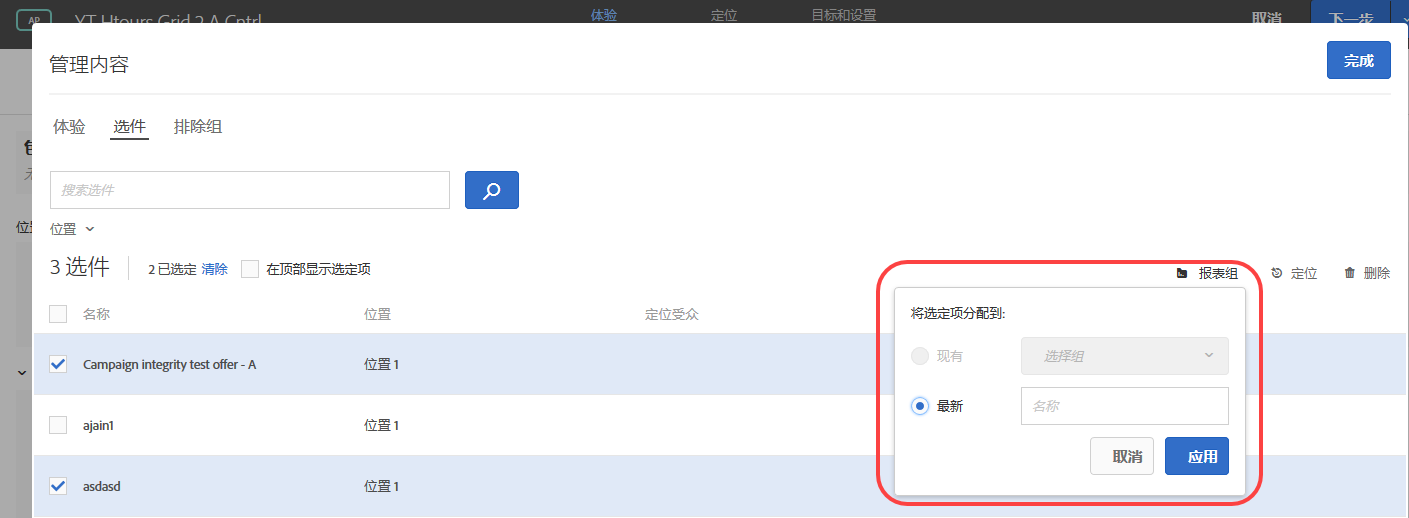 AP YT Htours Grid 2 A Cntrl 体验 定位 目标和设置 取消 下一步
管理内容 完成
体验 选件 排除组
搜索选件
位置
3 选件 2 已选定 清除 在顶部显示选定项 报表组 定位 删除
名称 位置 定位受众
将选定项分配到:
现有 选择组
Campaign integrity test offer - A 位置 1
最新 名称
ajain1 位置 1
取消 应用
asdasd 位置 1